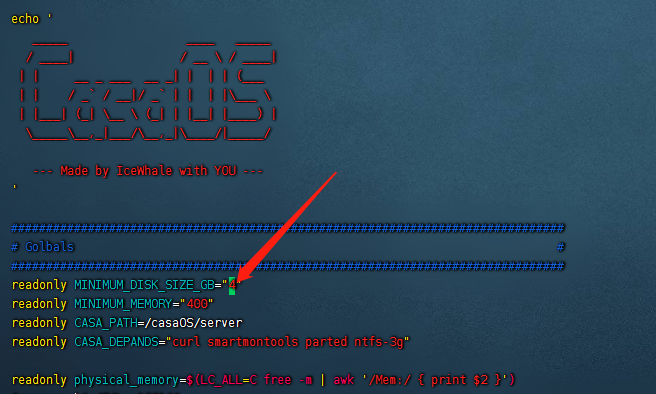 echo '
   _____                 ____   _____
  / ____|               / __ \ / ____|
 | |     __ _ ___  __ _| |  | | (___
 | |    / _` / __|/ _` | |  | |\___ \
 | |___| (_| \__ \ (_| | |__| |____) |
  \_____\__,_|___/\__,_|\____/|_____/
--- Made by IceWhale with YOU ---
'
###############################################################################
# Golbals                                                                     #
###############################################################################
readonly MINIMUM_DISK_SIZE_GB="4"
readonly MINIMUM_MEMORY="400"
readonly CASA_PATH=/casaOS/server
readonly CASA_DEPANDS="curl smartmontools parted ntfs-3g"
readonly physical_memory=$(LC_ALL=C free -m | awk '/Mem:/ { print $2 }')